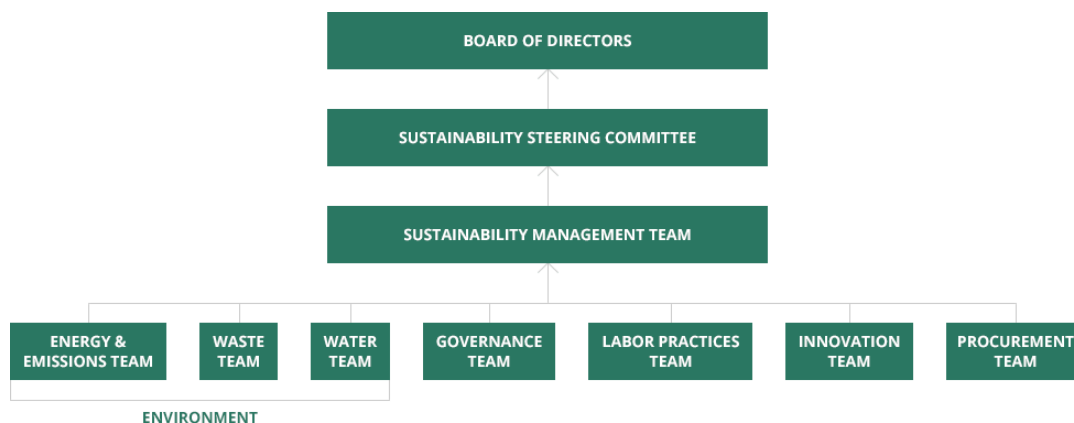 BOARD OF DIRECTORS
SUSTAINABILITY STEERING COMMITTEE
SUSTAINABILITY MANAGEMENT TEAM
ENERGY &
EMISSIONS TEAM
WASTE
TEAM
WATER
TEAM
GOVERNANCE
TEAM
LABOR PRACTICES
TEAM
INNOVATION
TEAM
PROCUREMENT
TEAM
ENVIRONMENT